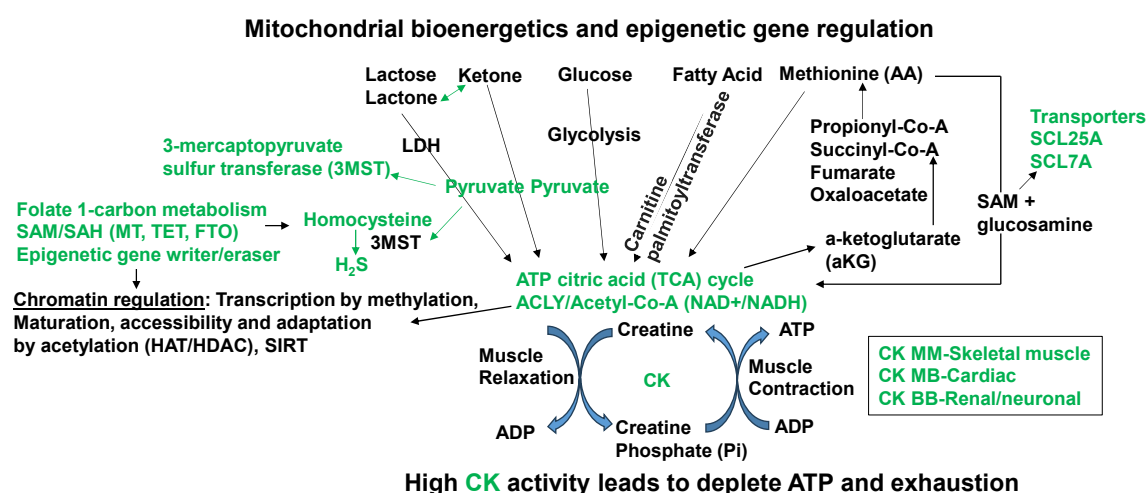 Mitochondrial bioenergetics and epigenetic gene regulation
Lactose
Lactone
Ketone
Glucose
Fatty Acid
Methionine (AA)
LDH
Glycolysis
Carnitine
palmitoyltransferase
Propionyl-Co-A
Succinyl-Co-A
Fumarate
Oxaloacetate
Transporters
SCL25A
SCL7A
3-mercaptopyruvate
sulfur transferase (3MST)
Pyruvate Pyruvate
SAM +
glucosamine
Folate 1-carbon metabolism
SAM/SAH (MT, TET, FTO)
Epigenetic gene writer/eraser
Homocysteine
3MST
H2S
a-ketoglutarate
(aKG)
ATP citric acid (TCA) cycle
ACLY/Acetyl-Co-A (NAD+/NADH)
Chromatin regulation: Transcription by methylation,
Maturation, accessibility and adaptation
by acetylation (HAT/HDAC), SIRT
Creatine
ATP
Muscle
Relaxation
CK
Muscle
Contraction
CK MM-Skeletal muscle
CK MB-Cardiac
CK BB-Renal/neuronal
ADP
Creatine
Phosphate (Pi)
ADP
High CK activity leads to deplete ATP and exhaustion